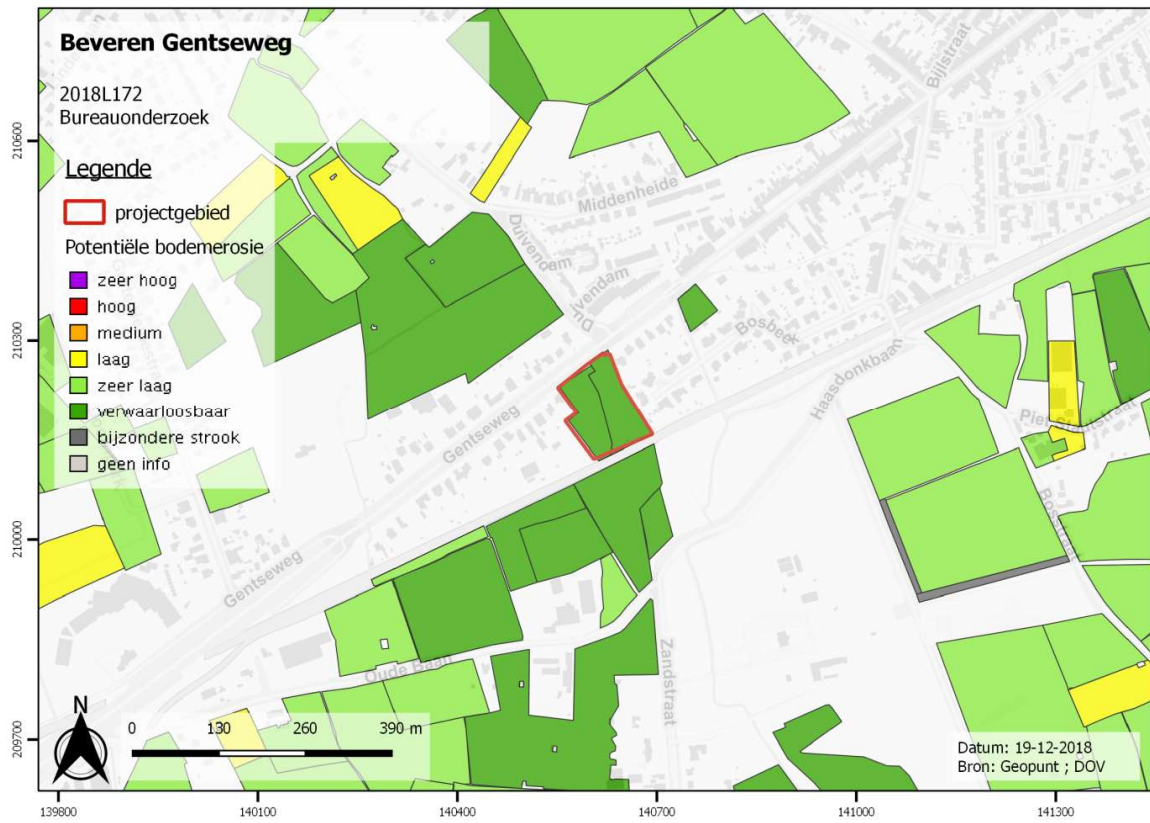 Beveren Gentseweg
2018L172
Bureauonderzoek
Legende
projectgebied
Potentiële bodemerosie
zeer hoog
hoog
medium
laag
zeer laag
verwaarloosbaar
bijzondere strook
geen info
Bijlstraat
Middenheide
Duivendam
Duivendam
Bosbeek
Haasdonkbaan
Gentseweg
Gentseweg
Bosstraat
Oude Baan
Zandstraat
N
0 130 260 390 m
Datum: 19-12-2018
Bron: Geopunt ; DOV
210600
210300
210000
209700
139800 140100 140400 140700 141000 141300